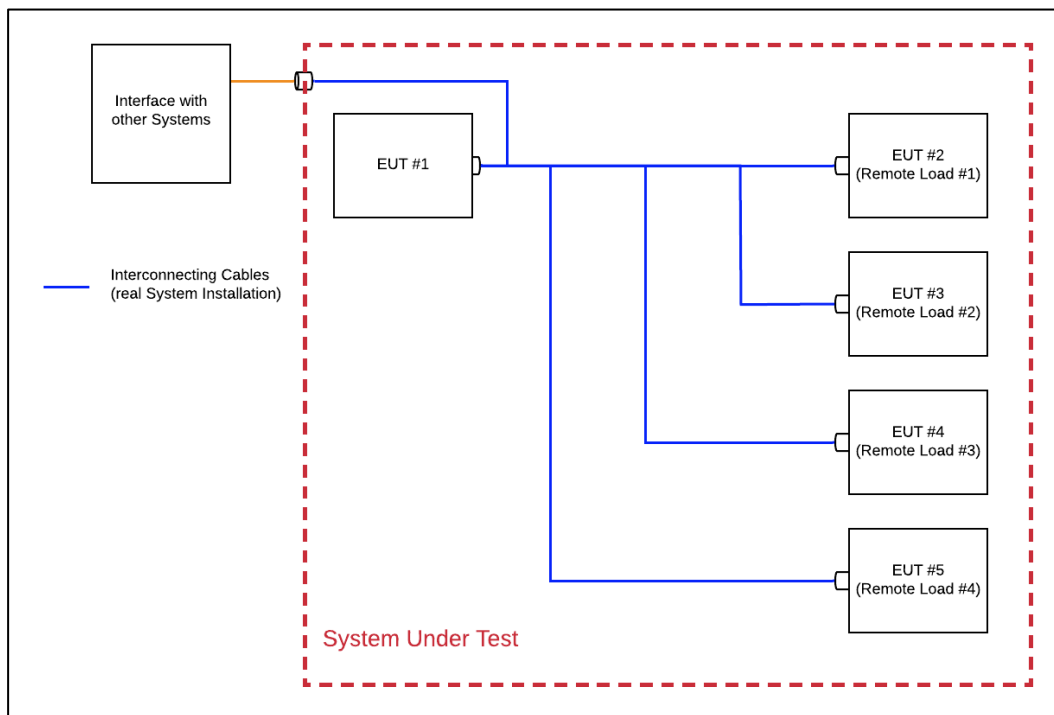 Interface with
other Systems
EUT #1
EUT #2
(Remote Load #1)
Interconnecting Cables
(real System Installation)
EUT #3
(Remote Load #2)
EUT #4
(Remote Load #3)
EUT #5
(Remote Load #4)
System Under Test